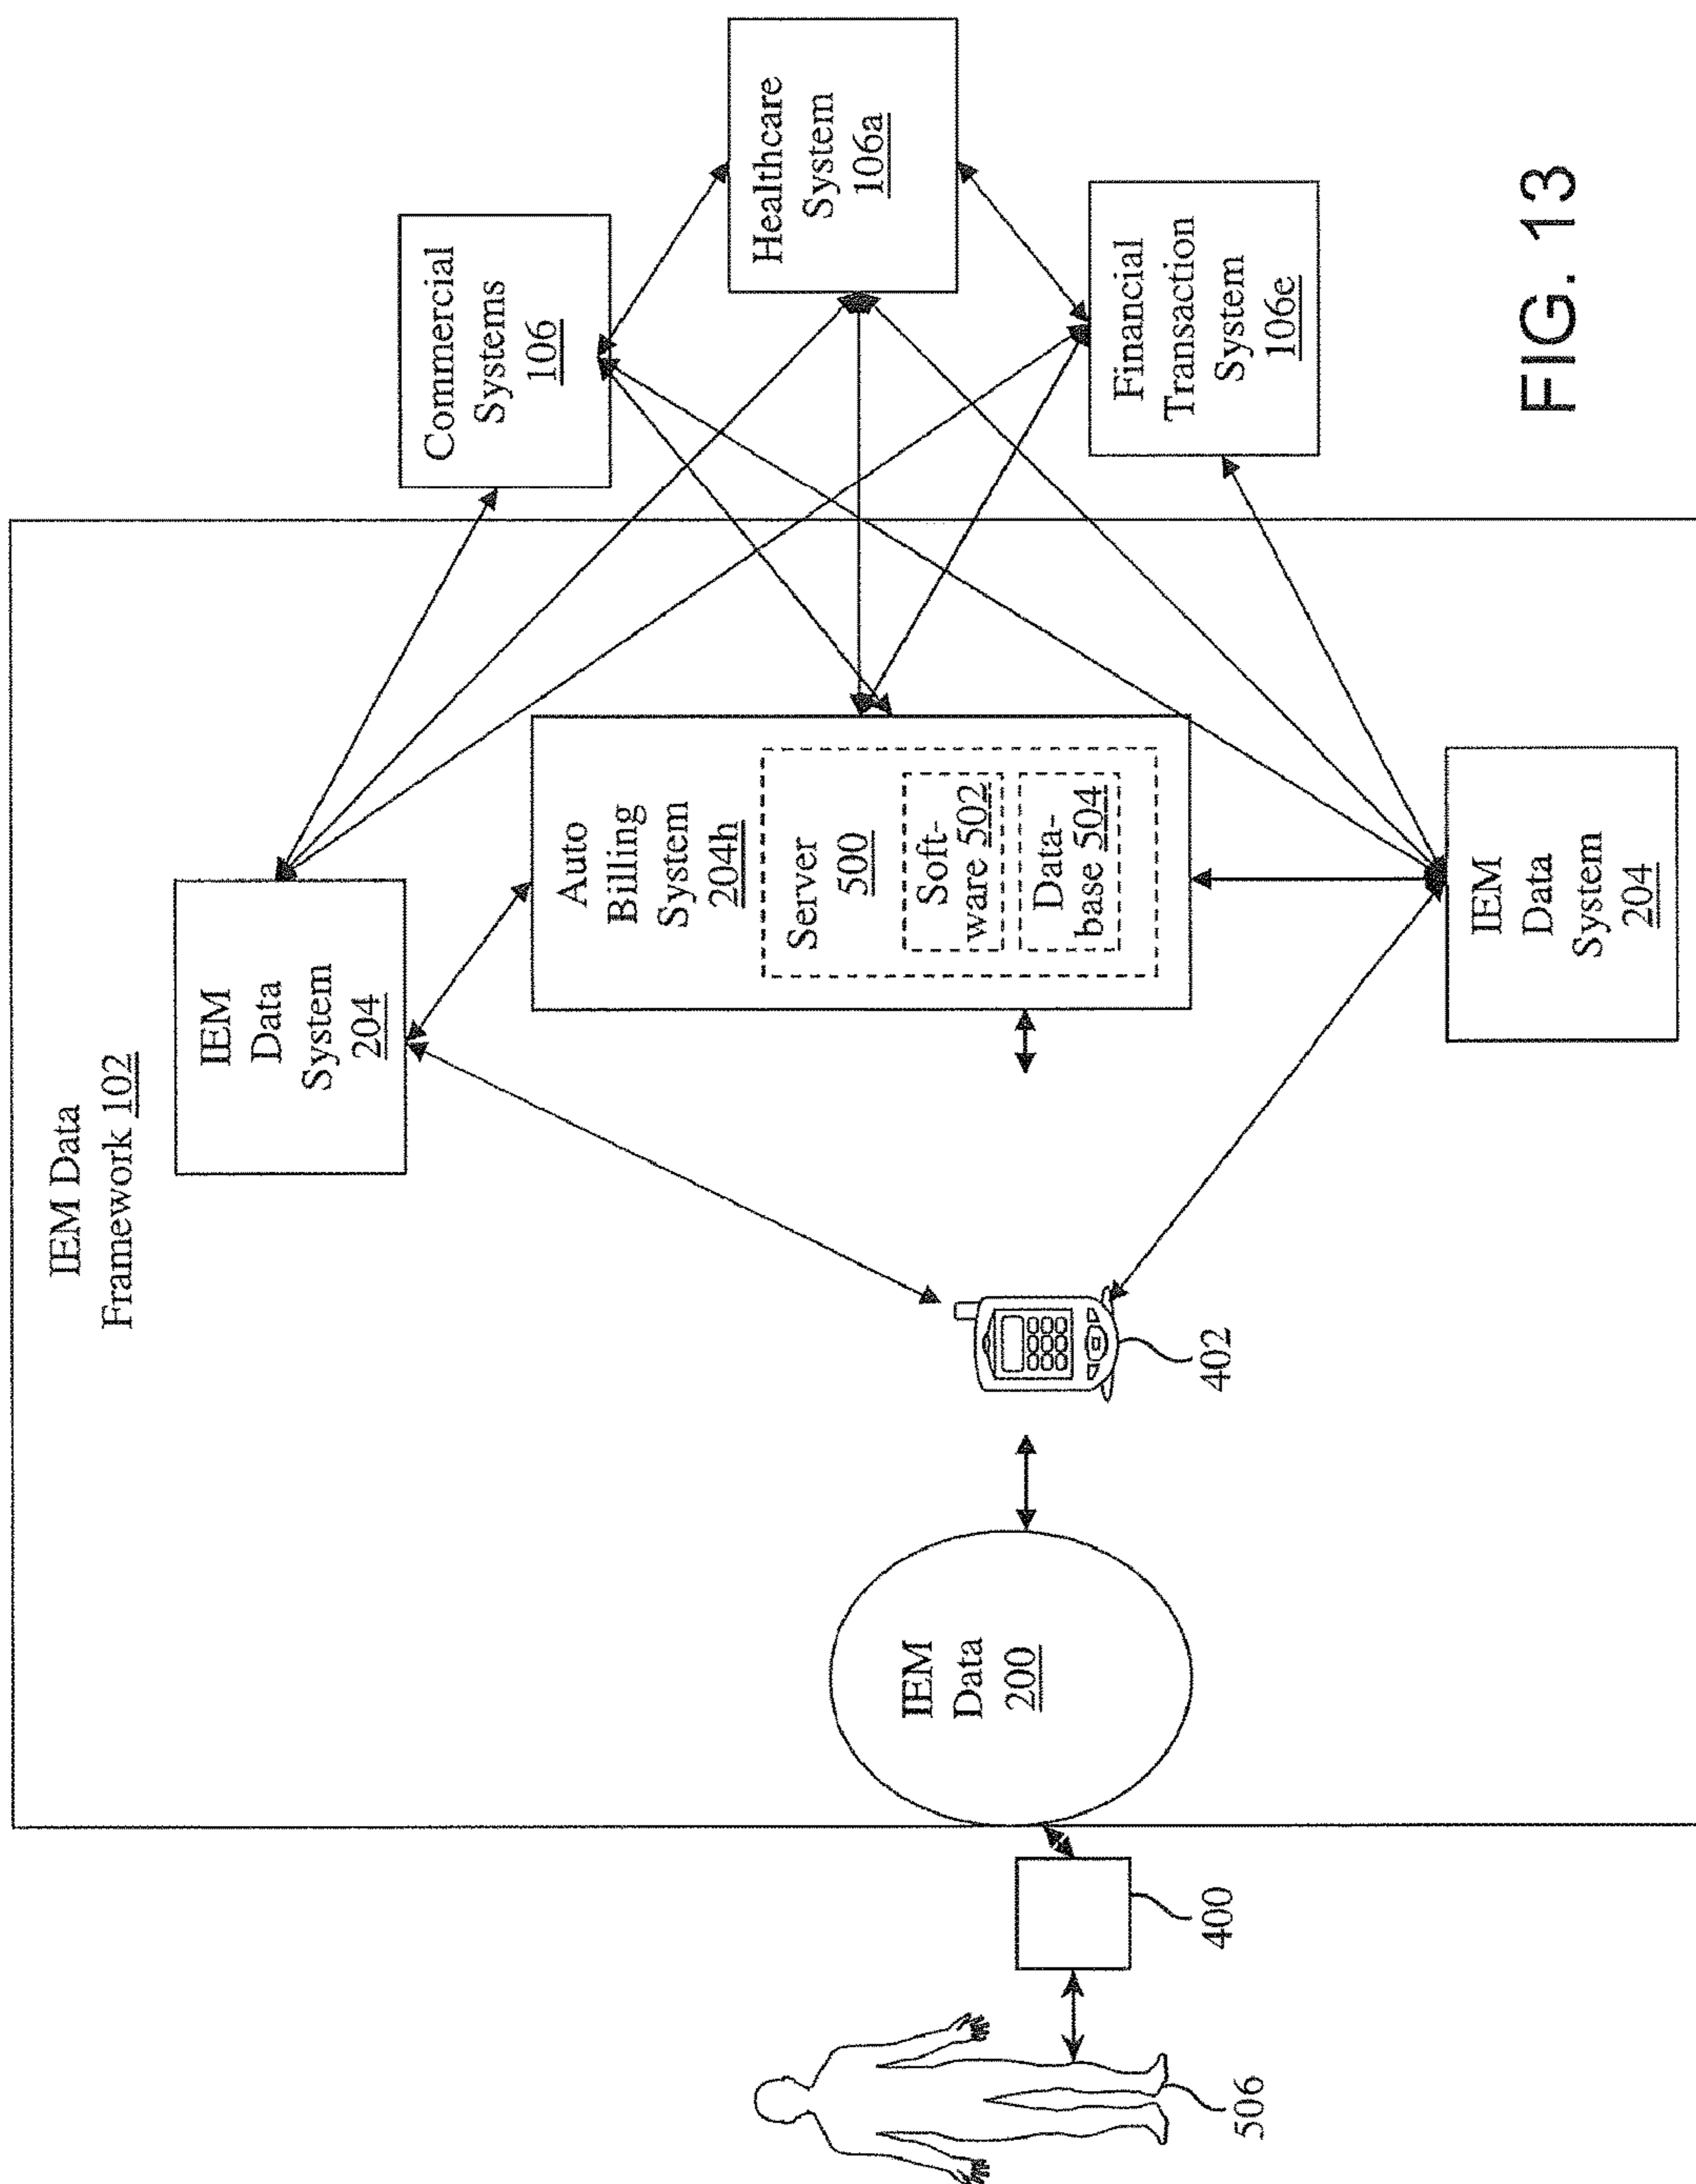 IEM Data
Framework 102
IEM
Data
System
204
Commercial
Systems
106
Auto
Billing
System
204h
Server
500
Soft-
ware 502
Data-
base 504
Healthcare
System
106a
Financial
Transaction
System
106e
IEM
Data
System
204
IEM
Data
200
402
400
506
FIG. 13